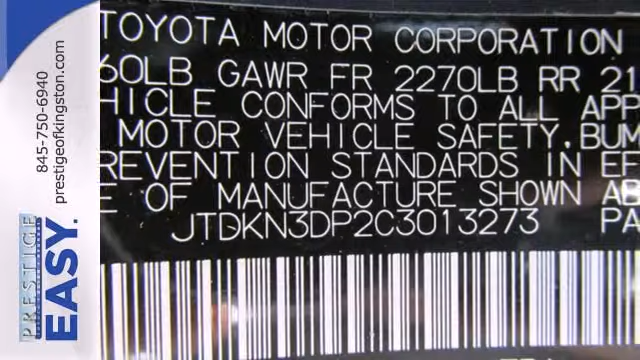 TOYOTA MOTOR CORPORATION
60LB GAWR FR 2270LB RR 21
HICLE CONFORMS TO ALL APP
MOTOR VEHICLE SAFETY, BUM
REVENTION STANDARDS IN EF
E OF MANUFACTURE SHOWN AB
JTDKN3DP2C3013273 PA
845-750-6940
prestigeofkingston.com
PRESTIGE
EASY.